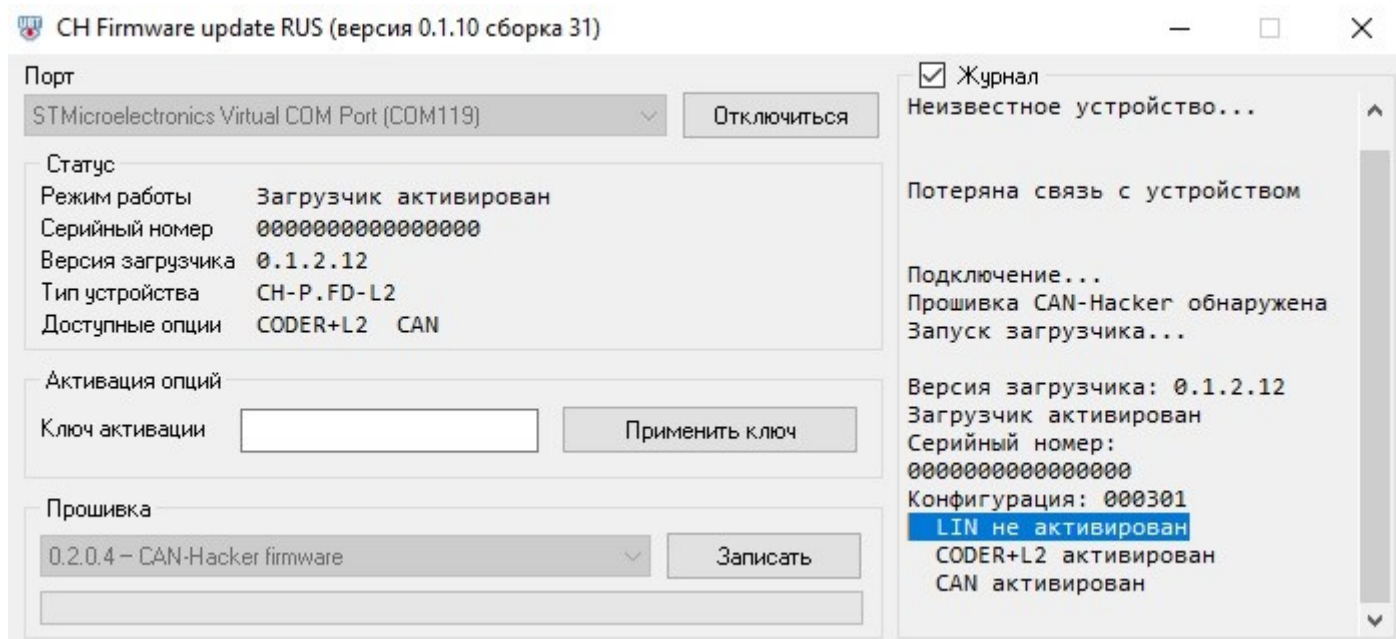 CH Firmware update RUS (версия 0.1.10 сборка 31)
Порт
STMicroelectronics Virtual COM Port (COM119)
Отключиться
Статус
Режим работы Загрузчик активирован
Серийный номер 0000000000000000
Версия загрузчика 0.1.2.12
Тип устройства CH-P.FD-L2
Доступные опции CODER+L2 CAN
Активация опций
Ключ активации
Применить ключ
Прошивка
0.2.0.4 – CAN-Hacker firmware
Записать
Журнал
Неизвестное устройство...
Потеряна связь с устройством
Подключение...
Прошивка CAN-Hacker обнаружена
Запуск загрузчика...
Версия загрузчика: 0.1.2.12
Загрузчик активирован
Серийный номер:
0000000000000000
Конфигурация: 000301
LIN не активирован
CODER+L2 активирован
CAN активирован